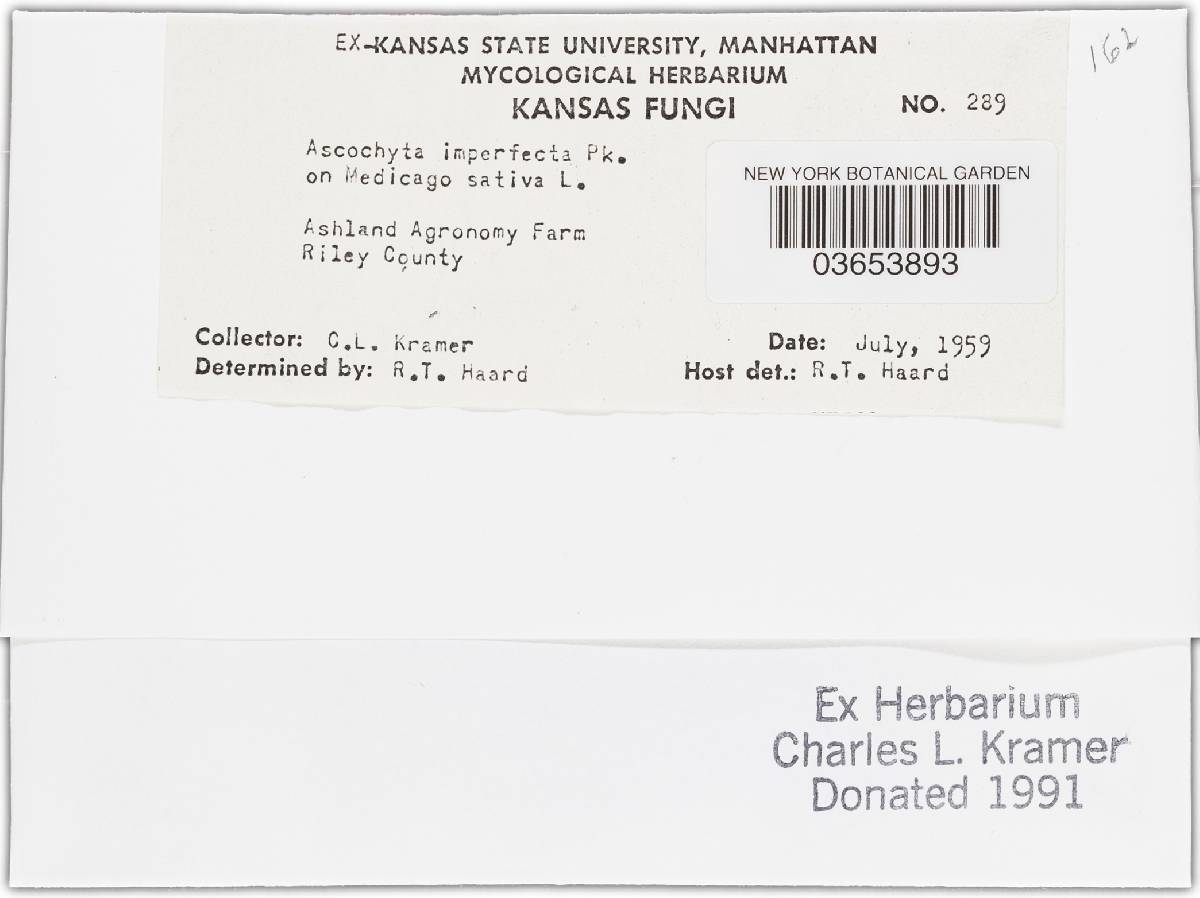 EX-KANSAS STATE UNIVERSITY, MANHATTAN
MYCOLOGICAL HERBARIUM
KANSAS FUNGI
NO. 289
162
Ascochyta imperfecta Pk.
on Medicago sativa L.
Ashland Agronomy Farm
Riley County
NEW YORK BOTANICAL GARDEN
03653893
Collector: C.L. Kramer
Date: July, 1959
Determined by: R.T. Haard
Host det.: R.T. Haard
Ex Herbarium
Charles L. Kramer
Donated 1991